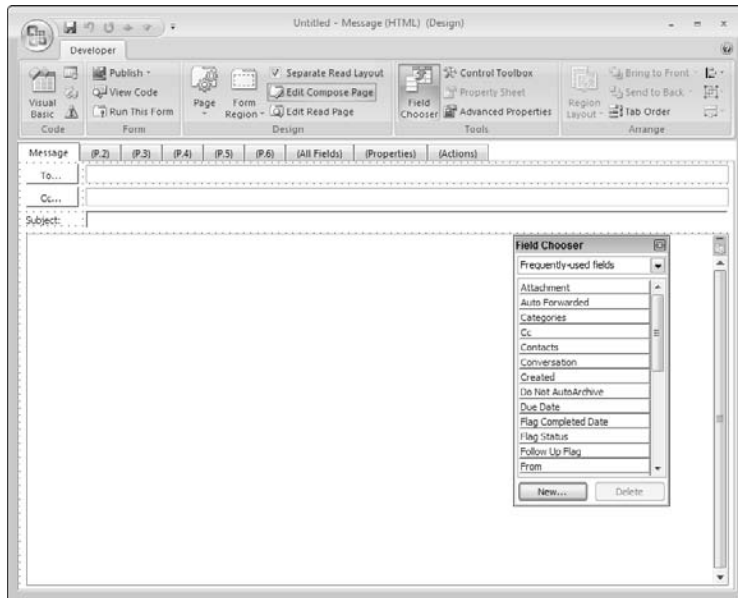 Untitled - Message (HTML) (Design)
Developer
Visual Basic
Publish
View Code
Run This Form
Page
Form Region
Separate Read Layout
Edit Compose Page
Edit Read Page
Field Chooser
Control Toolbox
Property Sheet
Advanced Properties
Region Layout
Bring to Front
Send to Back
Tab Order
Code
Form
Design
Tools
Arrange
Message (P.2) (P.3) (P.4) (P.5) (P.6) (All Fields) (Properties) (Actions)
To...
Cc...
Subject:
Field Chooser
Frequently-used fields
Attachment
Auto Forwarded
Categories
Cc
Contacts
Conversation
Created
Do Not AutoArchive
Due Date
Flag Completed Date
Flag Status
Follow Up Flag
From
New... Delete